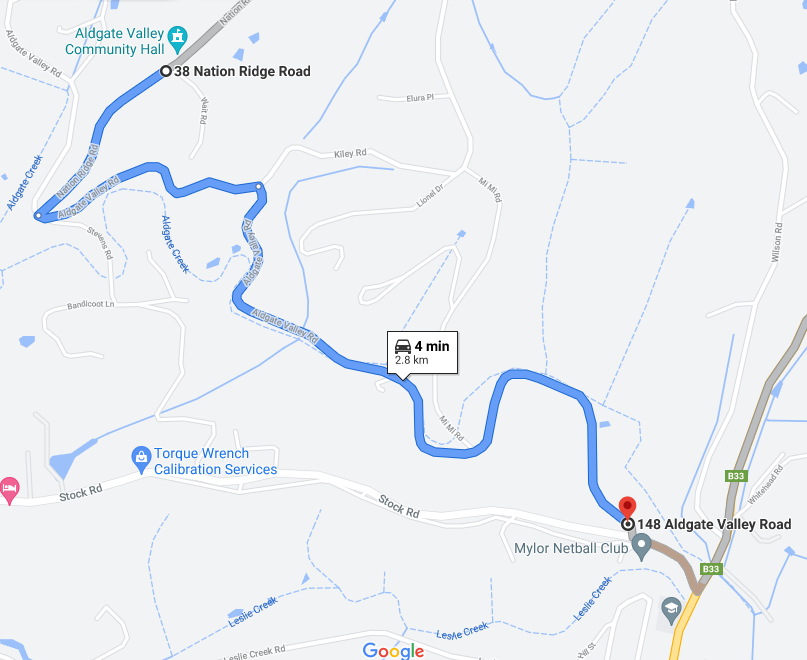 Nation R
Aldgate Valley Rd
Aldgate Valley
Community Hall
38 Nation Ridge Road
Wait Rd
Elura Pl
Kiley Rd
Nation Ridge Rd
Aldgate Creek
Aldgate Valley Rd
Lionel Dr
Mi Mi Rd
Stevens Rd
Aldgate Creek
Aldgate Valley Rd
Wilson Rd
Bandicoot Ln
Aldgate Valley Rd
4 min
2.8 km
Mi Mi Rd
Torque Wrench
Calibration Services
Stock Rd
Stock Rd
B33
Whitehead Rd
148 Aldgate Valley Road
Mylor Netball Club
B33
Leslie Creek
Leslie Creek
Leslie Creek
Leslie Creek Rd
Google